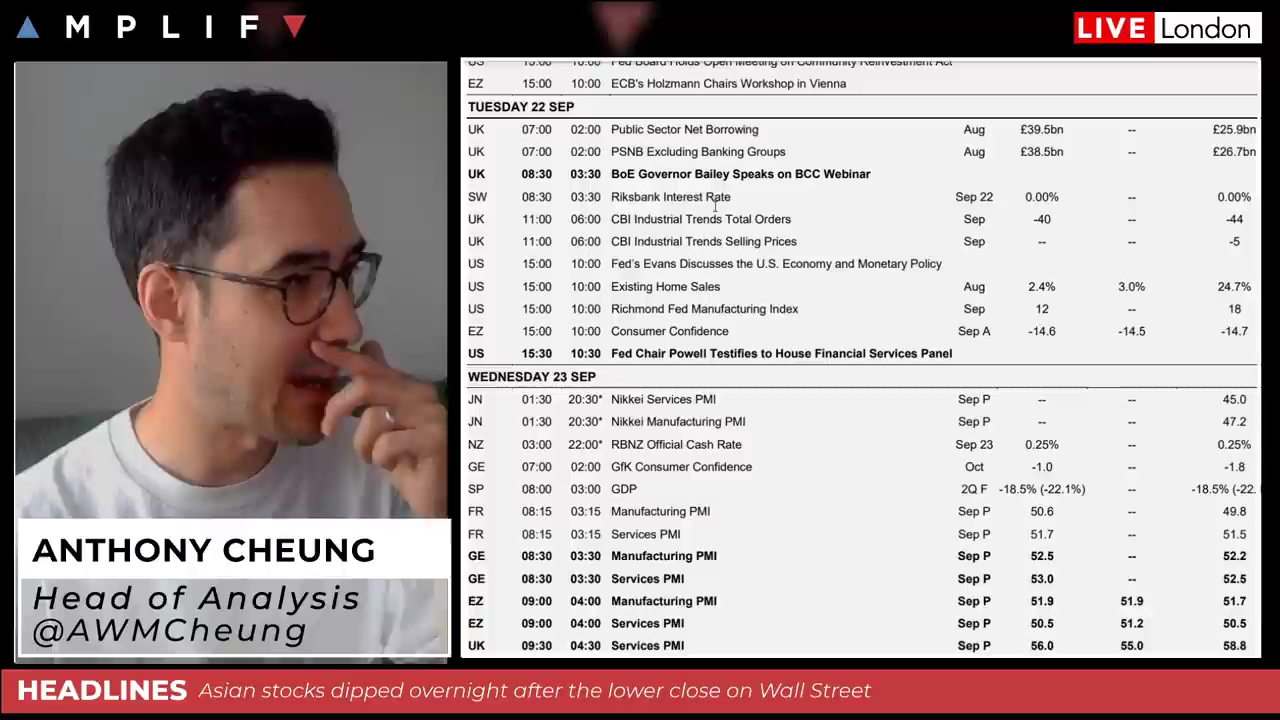 AMPLIFY
LIVE London
US 15:00 10:00 Fed Board Holds Open Meeting on Community Reinvestment Act
EZ 15:00 10:00 ECB's Holzmann Chairs Workshop in Vienna
TUESDAY 22 SEP
UK 07:00 02:00 Public Sector Net Borrowing Aug £39.5bn -- £25.9bn
UK 07:00 02:00 PSNB Excluding Banking Groups Aug £38.5bn -- £26.7bn
UK 08:30 03:30 BoE Governor Bailey Speaks on BCC Webinar
SW 08:30 03:30 Riksbank Interest Rate Sep 22 0.00% -- 0.00%
UK 11:00 06:00 CBI Industrial Trends Total Orders Sep -40 -- -44
UK 11:00 06:00 CBI Industrial Trends Selling Prices Sep -- -- -5
US 15:00 10:00 Fed's Evans Discusses the U.S. Economy and Monetary Policy
US 15:00 10:00 Existing Home Sales Aug 2.4% 3.0% 24.7%
US 15:00 10:00 Richmond Fed Manufacturing Index Sep 12 -- 18
EZ 15:00 10:00 Consumer Confidence Sep A -14.6 -14.5 -14.7
US 15:30 10:30 Fed Chair Powell Testifies to House Financial Services Panel
WEDNESDAY 23 SEP
JN 01:30 20:30* Nikkei Services PMI Sep P -- -- 45.0
JN 01:30 20:30* Nikkei Manufacturing PMI Sep P -- -- 47.2
NZ 03:00 22:00* RBNZ Official Cash Rate Sep 23 0.25% -- 0.25%
GE 07:00 02:00 GfK Consumer Confidence Oct -1.0 -- -1.8
SP 08:00 03:00 GDP 2Q F -18.5% (-22.1%) -- -18.5% (-22.
FR 08:15 03:15 Manufacturing PMI Sep P 50.6 -- 49.8
FR 08:15 03:15 Services PMI Sep P 51.7 -- 51.5
GE 08:30 03:30 Manufacturing PMI Sep P 52.5 -- 52.2
GE 08:30 03:30 Services PMI Sep P 53.0 -- 52.5
EZ 09:00 04:00 Manufacturing PMI Sep P 51.9 51.9 51.7
EZ 09:00 04:00 Services PMI Sep P 50.5 51.2 50.5
UK 09:30 04:30 Services PMI Sep P 56.0 55.0 58.8
ANTHONY CHEUNG
Head of Analysis
@AWMCheung
HEADLINES Asian stocks dipped overnight after the lower close on Wall Street